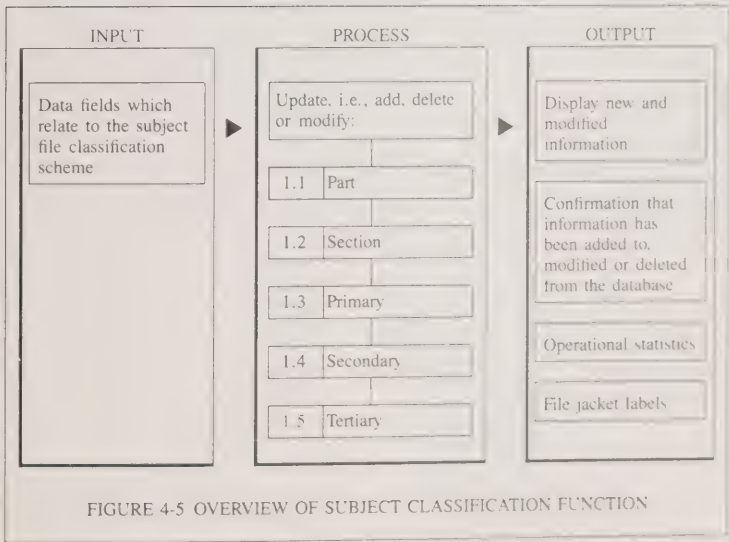 INPUT
Data fields which
relate to the subject
file classification
scheme
PROCESS
Update, i.e., add, delete
or modify:
1.1 Part
1.2 Section
1.3 Primary
1.4 Secondary
1.5 Tertiary
OUTPUT
Display new and
modified
information
Confirmation that
information has
been added to,
modified or deleted
from the database
Operational statistics
File jacket labels
FIGURE 4-5 OVERVIEW OF SUBJECT CLASSIFICATION FUNCTION